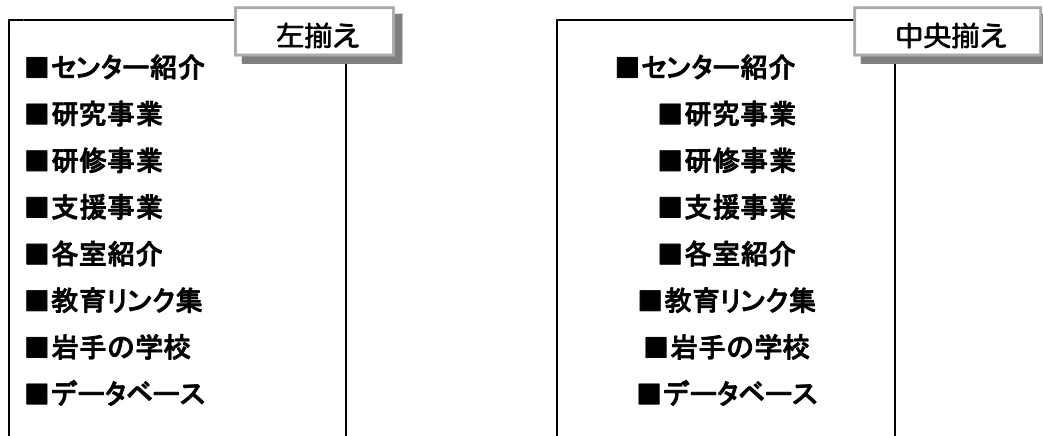 左揃え
■センター紹介
■研究事業
■研修事業
■支援事業
■各室紹介
■教育リンク集
■岩手の学校
■データベース
中央揃え
■センター紹介
■研究事業
■研修事業
■支援事業
■各室紹介
■教育リンク集
■岩手の学校
■データベース